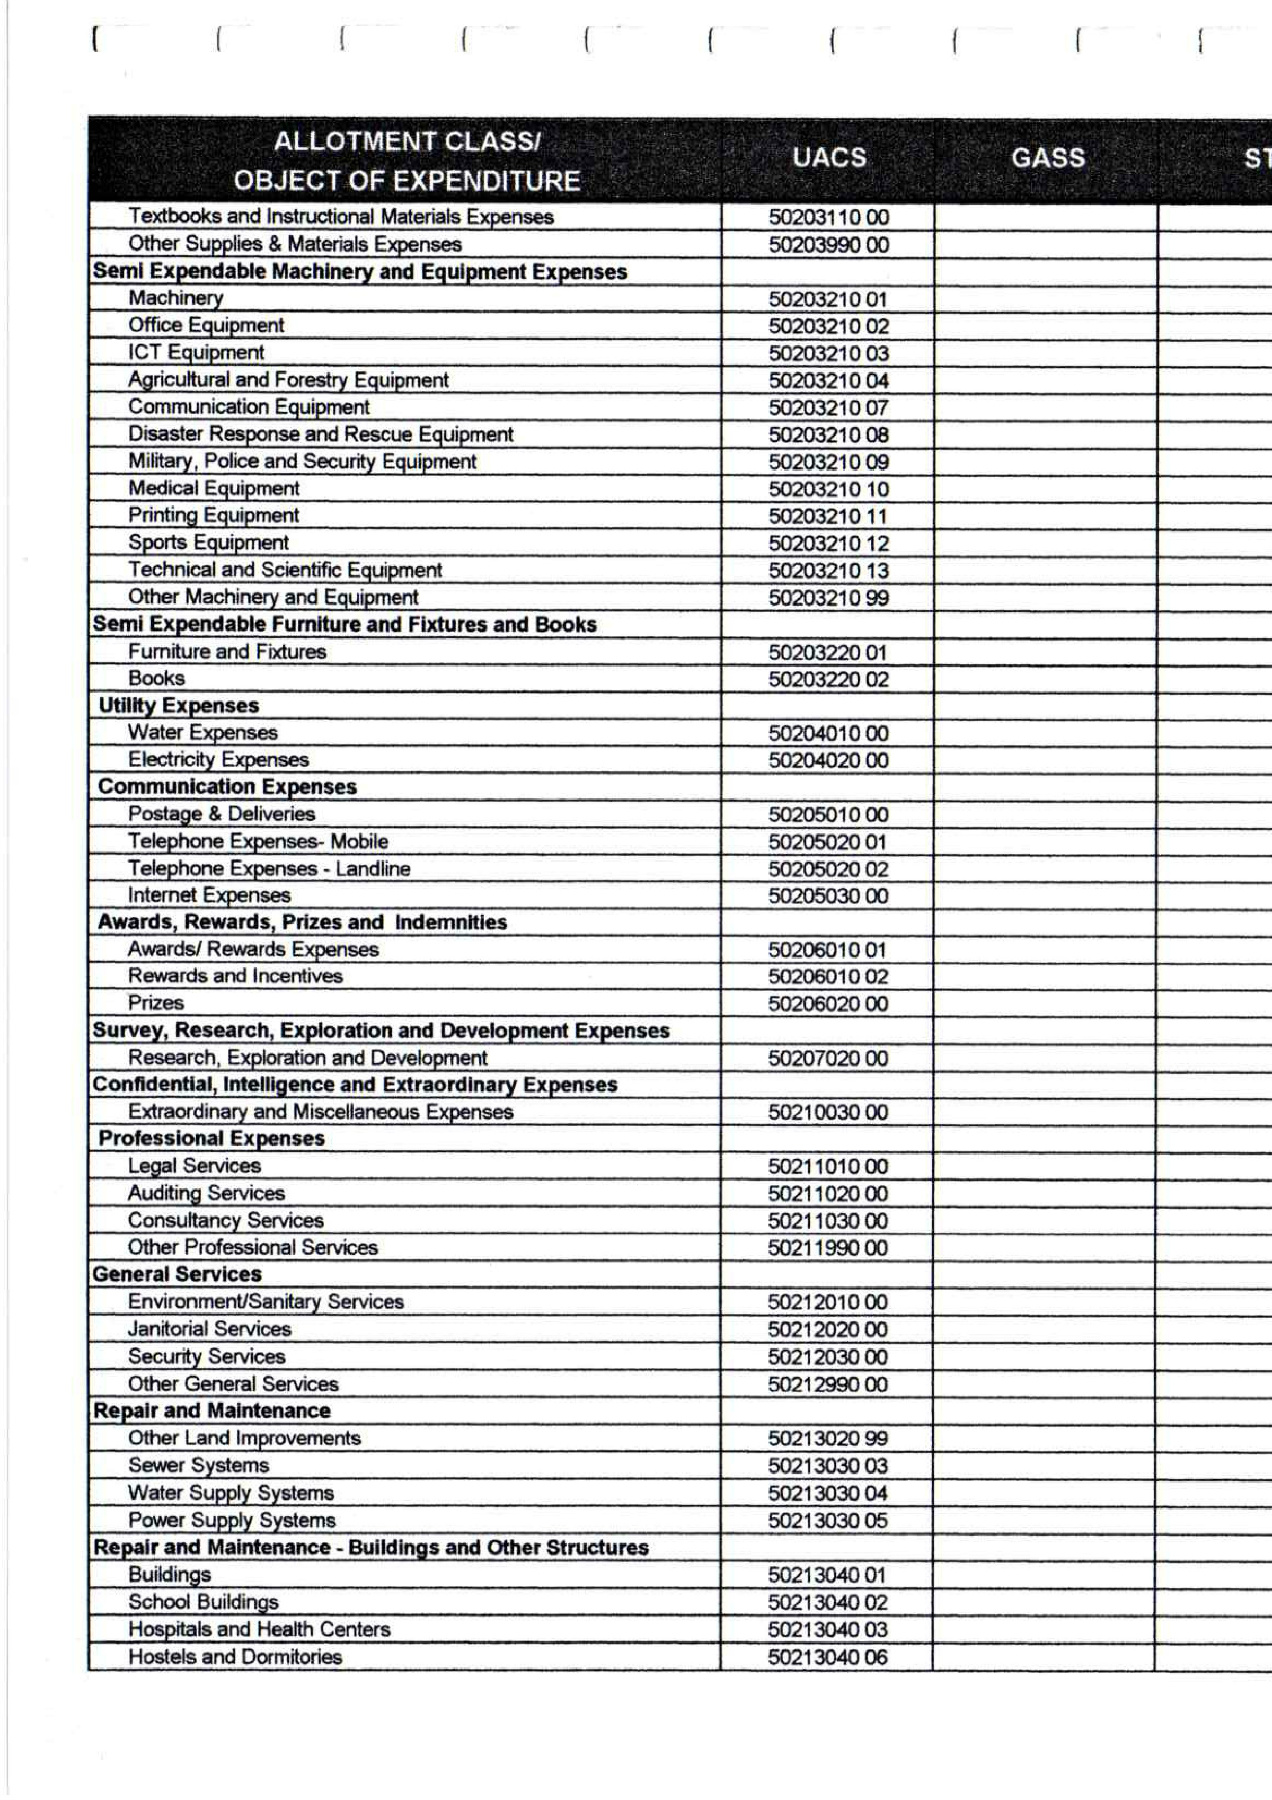 ALLOTMENT CLASS/
OBJECT OF EXPENDITURE UACS GASS ST
Textbooks and Instructional Materials Expenses 50203110 00
Other Supplies & Materials Expenses 50203990 00
Semi Expendable Machinery and Equipment Expenses
Machinery 50203210 01
Office Equipment 50203210 02
ICT Equipment 50203210 03
Agricultural and Forestry Equipment 50203210 04
Communication Equipment 50203210 07
Disaster Response and Rescue Equipment 50203210 08
Military, Police and Security Equipment 50203210 09
Medical Equipment 50203210 10
Printing Equipment 50203210 11
Sports Equipment 50203210 12
Technical and Scientific Equipment 50203210 13
Other Machinery and Equipment 50203210 99
Semi Expendable Furniture and Fixtures and Books
Furniture and Fixtures 50203220 01
Books 50203220 02
Utility Expenses
Water Expenses 50204010 00
Electricity Expenses 50204020 00
Communication Expenses
Postage & Deliveries 50205010 00
Telephone Expenses- Mobile 50205020 01
Telephone Expenses - Landline 50205020 02
Internet Expenses 50205030 00
Awards, Rewards, Prizes and Indemnities
Awards/ Rewards Expenses 50206010 01
Rewards and Incentives 50206010 02
Prizes 50206020 00
Survey, Research, Exploration and Development Expenses
Research, Exploration and Development 50207020 00
Confidential, Intelligence and Extraordinary Expenses
Extraordinary and Miscellaneous Expenses 50210030 00
Professional Expenses
Legal Services 50211010 00
Auditing Services 50211020 00
Consultancy Services 50211030 00
Other Professional Services 50211990 00
General Services
Environment/Sanitary Services 50212010 00
Janitorial Services 50212020 00
Security Services 50212030 00
Other General Services 50212990 00
Repair and Maintenance
Other Land Improvements 50213020 99
Sewer Systems 50213030 03
Water Supply Systems 50213030 04
Power Supply Systems 50213030 05
Repair and Maintenance - Buildings and Other Structures
Buildings 50213040 01
School Buildings 50213040 02
Hospitals and Health Centers 50213040 03
Hostels and Dormitories 50213040 06